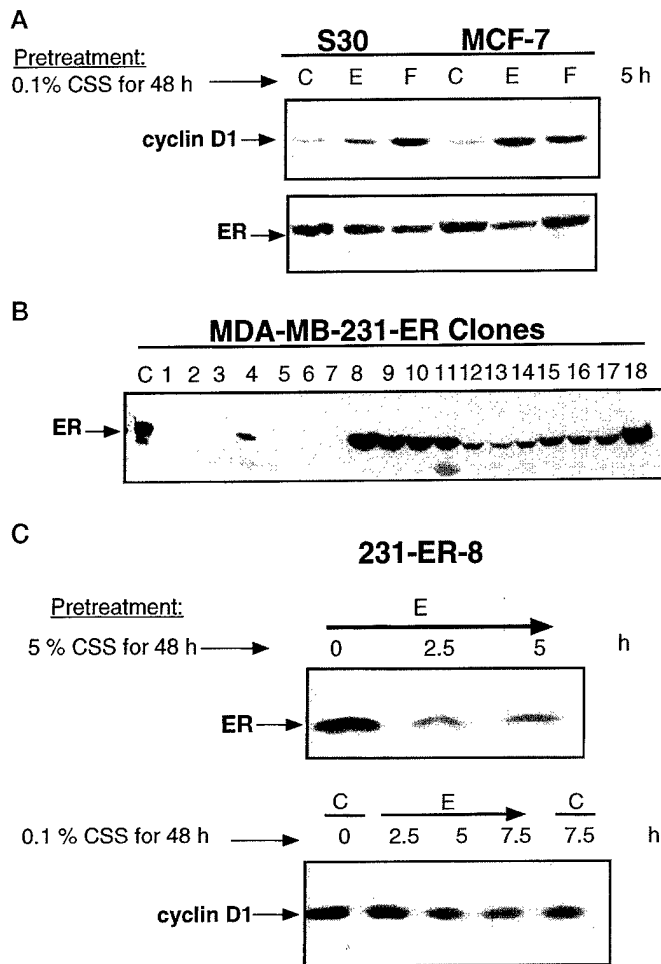 A
S30 MCF-7
Pretreatment:
0.1% CSS for 48 h C E F C E F 5 h
cyclin D1
ER
B
MDA-MB-231-ER Clones
C 1 2 3 4 5 6 7 8 9 10 11 12 13 14 15 16 17 18
ER
C
231-ER-8
Pretreatment:
E
5 % CSS for 48 h 0 2.5 5 h
ER
C E C
0.1 % CSS for 48 h 0 2.5 5 7.5 7.5 h
cyclin D1